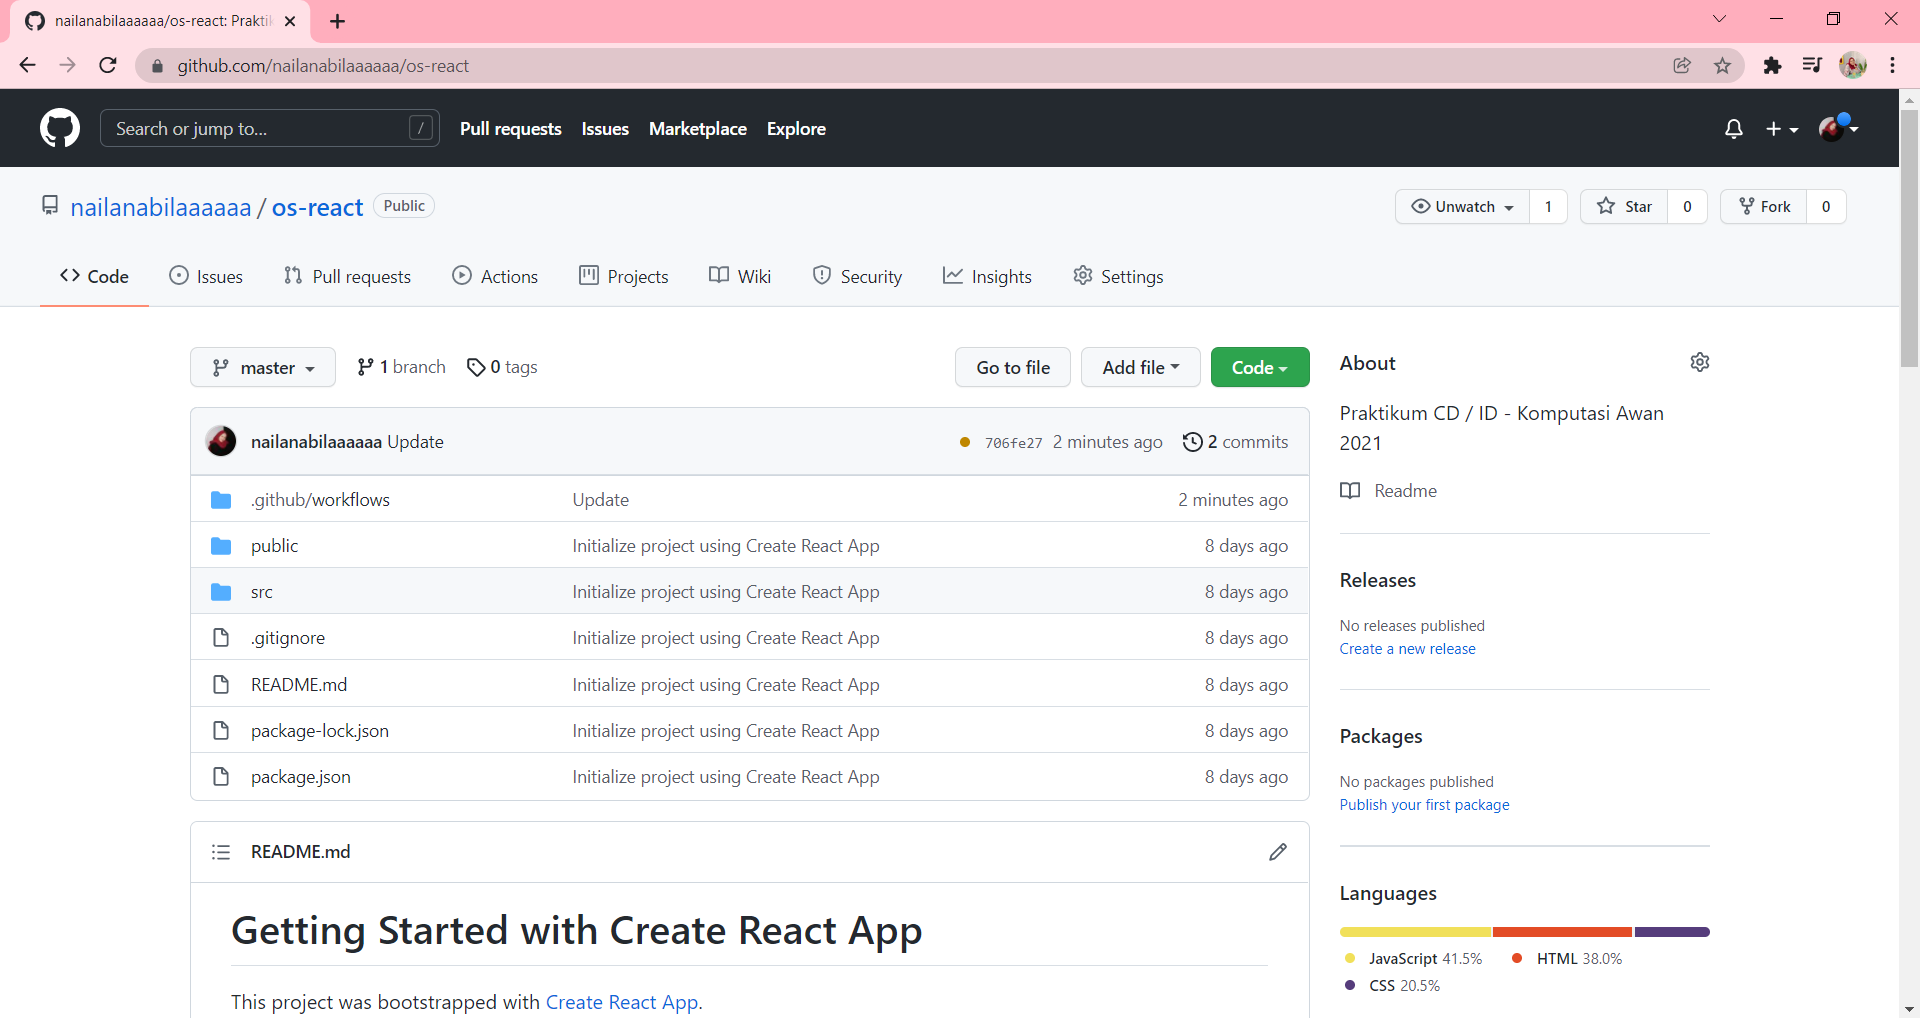 nailanabilaaaaaa/os-react: Prakti
github.com/nailanabilaaaaaa/os-react
Search or jump to... /
Pull requests Issues Marketplace Explore
nailanabilaaaaaa / os-react Public
Unwatch 1 Star 0 Fork 0
Code Issues Pull requests Actions Projects Wiki Security Insights Settings
master 1 branch 0 tags Go to file Add file Code
nailanabilaaaaaa Update 706fe27 2 minutes ago 2 commits
.github/workflows Update 2 minutes ago
public Initialize project using Create React App 8 days ago
src Initialize project using Create React App 8 days ago
.gitignore Initialize project using Create React App 8 days ago
README.md Initialize project using Create React App 8 days ago
package-lock.json Initialize project using Create React App 8 days ago
package.json Initialize project using Create React App 8 days ago
README.md
Getting Started with Create React App
This project was bootstrapped with Create React App.
About
Praktikum CD / ID - Komputasi Awan
2021
Readme
Releases
No releases published
Create a new release
Packages
No packages published
Publish your first package
Languages
JavaScript 41.5% HTML 38.0%
CSS 20.5%